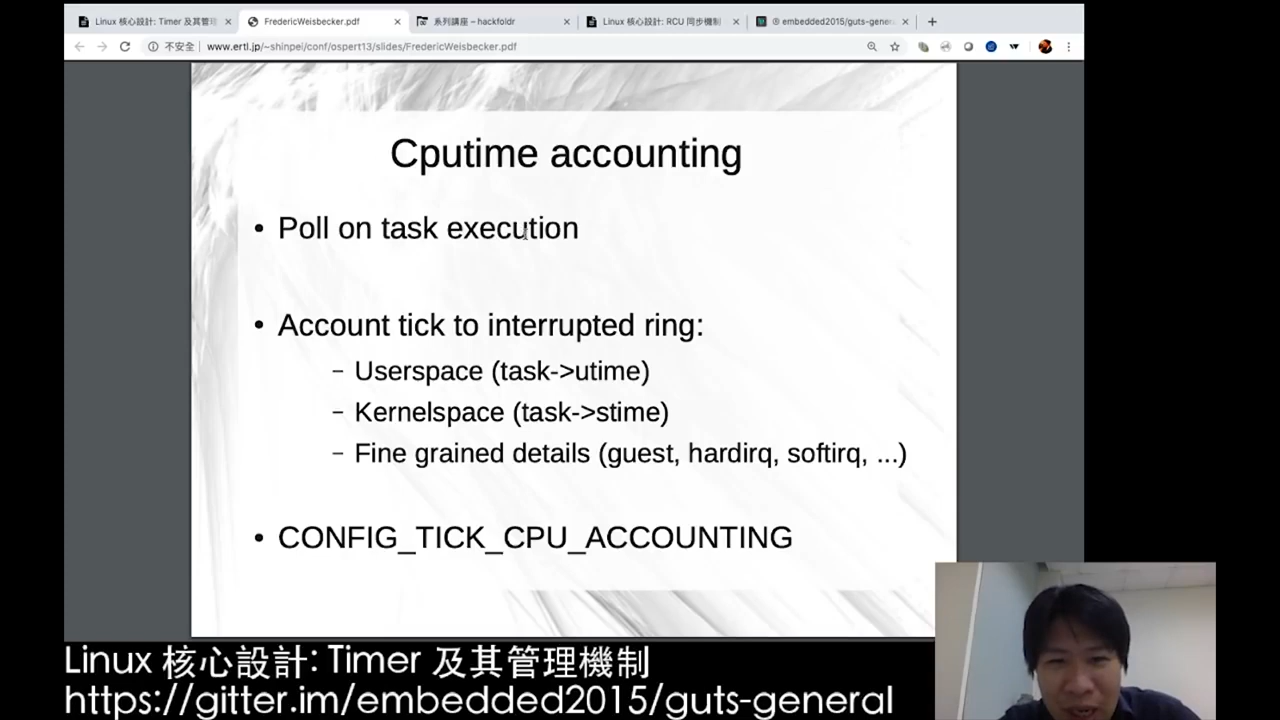 Linux 核心設計: Timer 及其管理
FredericWeisbecker.pdf
系列講座 – hackfoldr
Linux 核心設計: RCU 同步機制
embedded2015/guts-gener
不安全
www.ertl.jp/~shinpei/conf/ospert13/slides/FredericWeisbecker.pdf
Cputime accounting
• Poll on task execution
• Account tick to interrupted ring:
– Userspace (task->utime)
– Kernelspace (task->stime)
– Fine grained details (guest, hardirq, softirq, ...)
• CONFIG_TICK_CPU_ACCOUNTING
Linux 核心設計: Timer 及其管理機制
https://gitter.im/embedded2015/guts-general